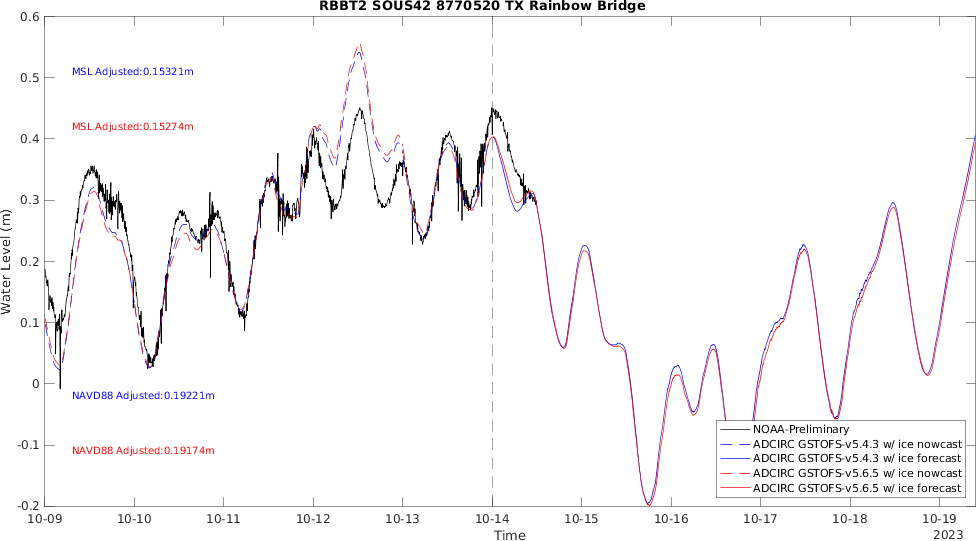 RBBT2 SOUS42 8770520 TX Rainbow Bridge
0.6
0.5
0.4
0.3
0.2
0.1
0
-0.1
-0.2
Water Level (m)
MSL Adjusted:0.15321m
MSL Adjusted:0.15274m
NAVD88 Adjusted:0.19221m
NAVD88 Adjusted:0.19174m
NOAA-Preliminary
ADCIRC GSTOFS-v5.4.3 w/ ice nowcast
ADCIRC GSTOFS-v5.4.3 w/ ice forecast
ADCIRC GSTOFS-v5.6.5 w/ ice nowcast
ADCIRC GSTOFS-v5.6.5 w/ ice forecast
10-09 10-10 10-11 10-12 10-13 10-14 10-15 10-16 10-17 10-18 10-19
Time
2023